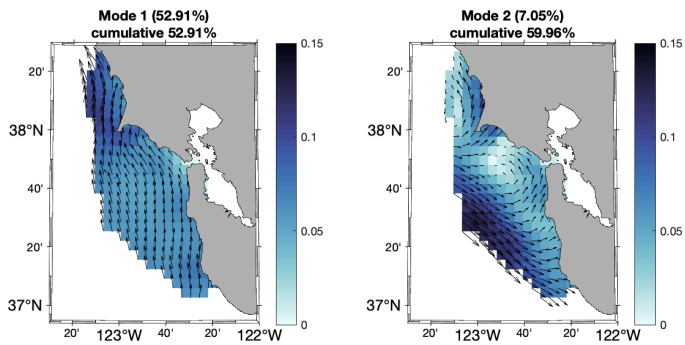 Mode 1 (52.91%)
cumulative 52.91%
20'
38°N
40'
20'
37°N
20'
123°W
40'
20'
122°W
0.15
0.1
0.05
0
Mode 2 (7.05%)
cumulative 59.96%
20'
38°N
40'
20'
37°N
20'
123°W
40'
20'
122°W
0.15
0.1
0.05
0